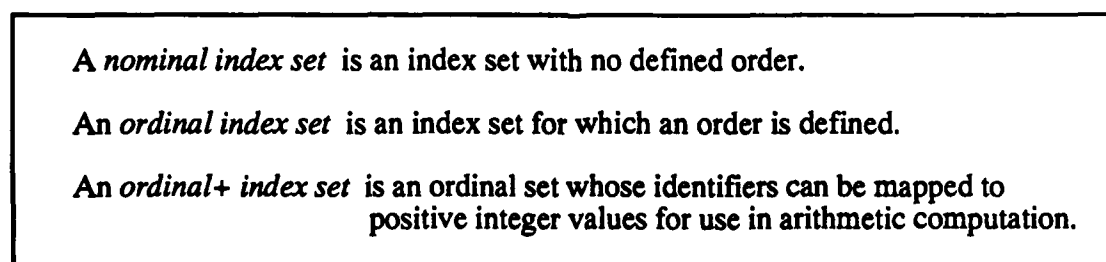 A nominal index set is an index set with no defined order.
An ordinal index set is an index set for which an order is defined.
An ordinal+ index set is an ordinal set whose identifiers can be mapped to
positive integer values for use in arithmetic computation.